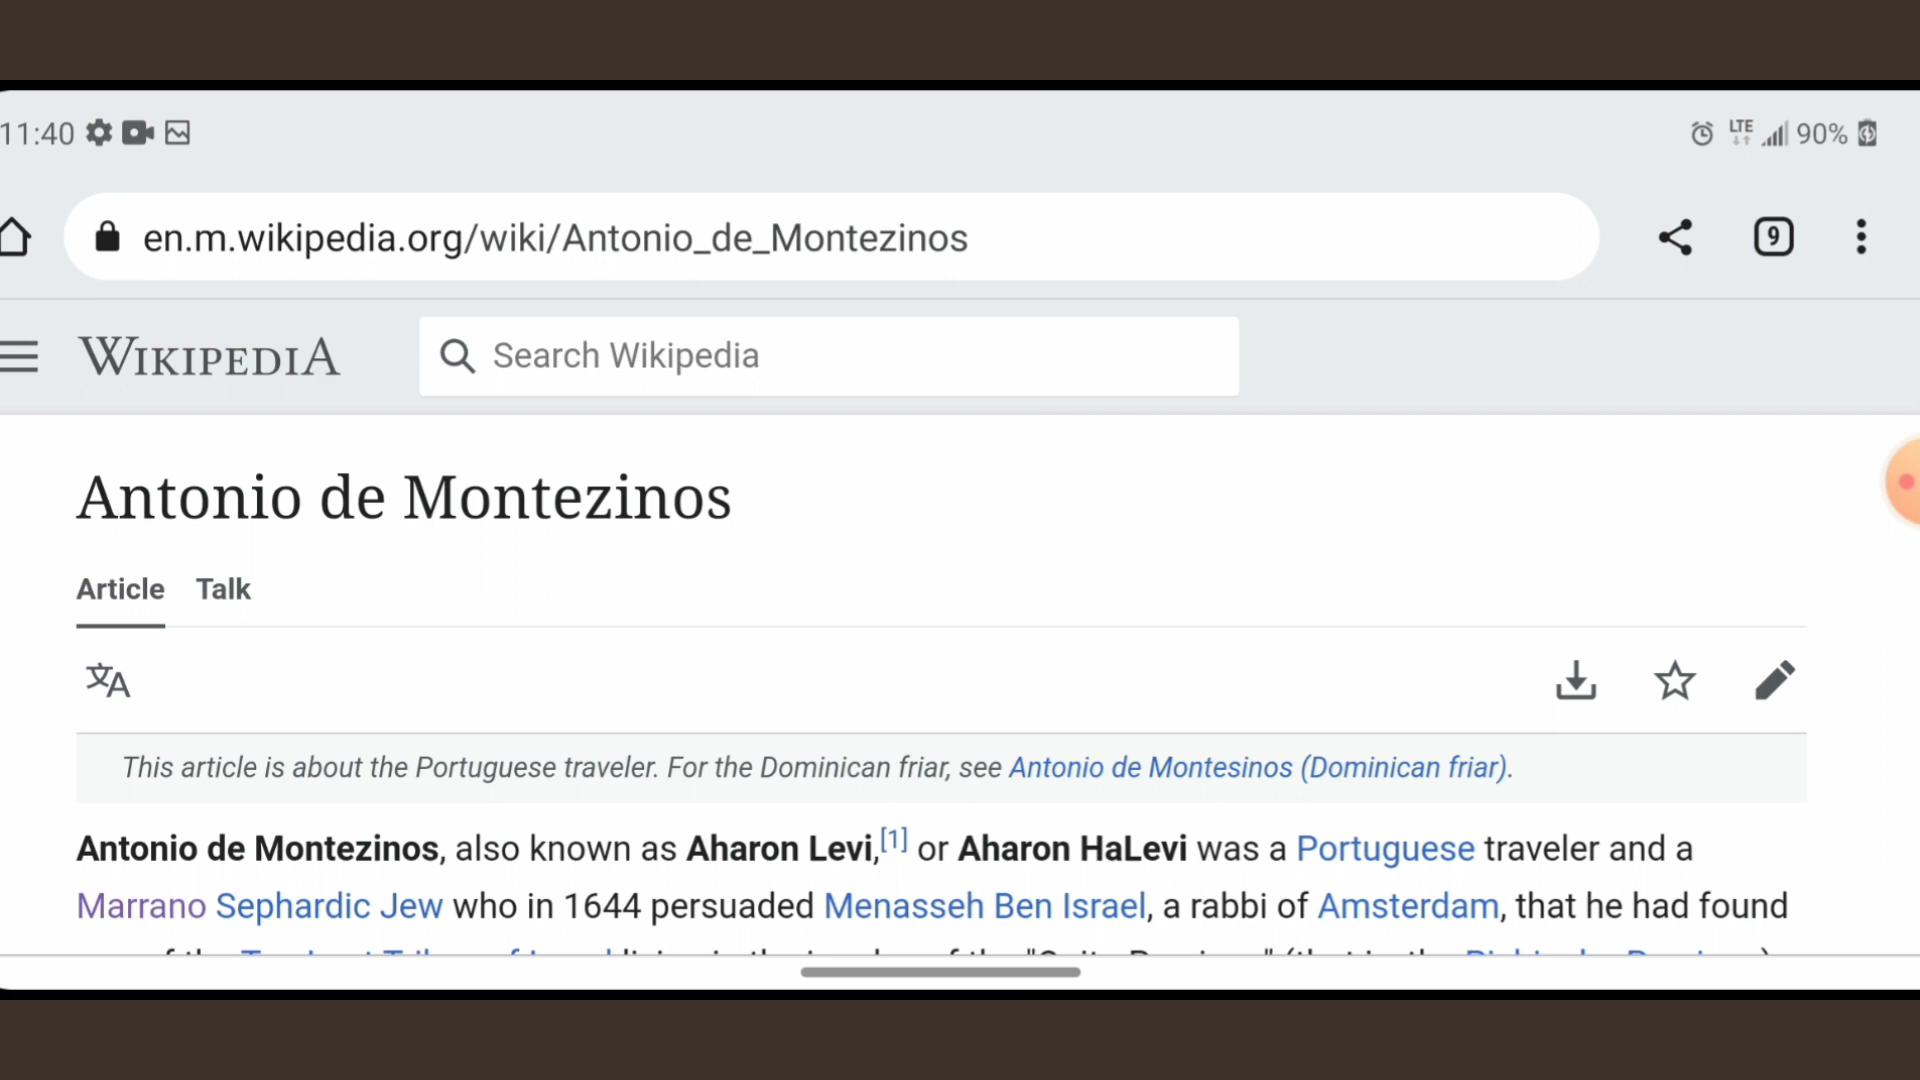 11:40
LTE 90%
en.m.wikipedia.org/wiki/Antonio_de_Montezinos
9
WIKIPEDIA
Search Wikipedia
Antonio de Montezinos
Article Talk
文A
This article is about the Portuguese traveler. For the Dominican friar, see Antonio de Montesinos (Dominican friar).
Antonio de Montezinos, also known as Aharon Levi,[1] or Aharon HaLevi was a Portuguese traveler and a
Marrano Sephardic Jew who in 1644 persuaded Menasseh Ben Israel, a rabbi of Amsterdam, that he had found